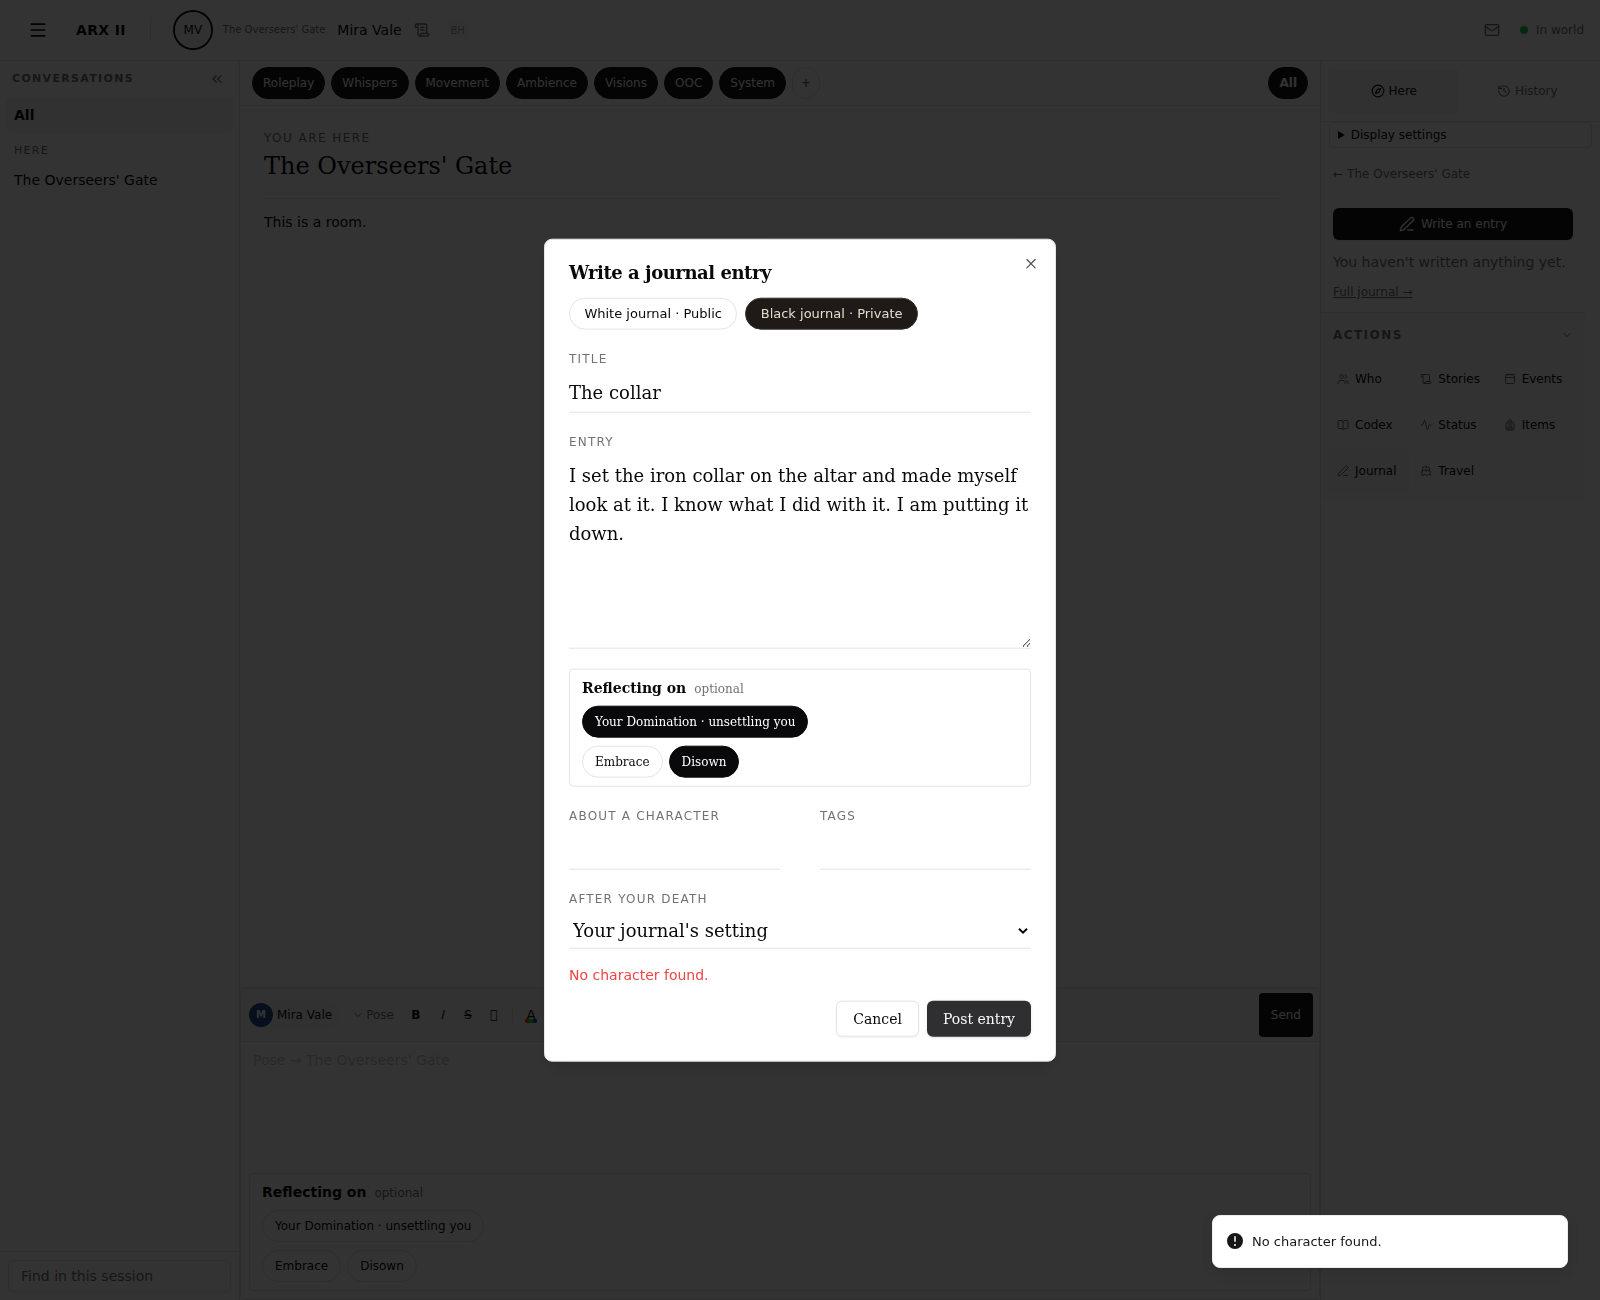 ARX II
MV
The Overseers' Gate
Mira Vale
BH
In world
CONVERSATIONS
All
HERE
The Overseers' Gate
Find in this session
Roleplay
Whispers
Movement
Ambience
Visions
OOC
System
+
All
YOU ARE HERE
The Overseers' Gate
This is a room.
Write a journal entry
White journal · Public
Black journal · Private
TITLE
The collar
ENTRY
I set the iron collar on the altar and made myself
look at it. I know what I did with it. I am putting it
down.
Reflecting on optional
Your Domination · unsettling you
Embrace
Disown
ABOUT A CHARACTER
TAGS
AFTER YOUR DEATH
Your journal's setting
No character found.
Cancel
Post entry
M
Mira Vale
Pose
B
I
S
A
Send
Pose → The Overseers' Gate
Reflecting on optional
Your Domination · unsettling you
Embrace
Disown
Here
History
Display settings
← The Overseers' Gate
Write an entry
You haven't written anything yet.
Full journal →
ACTIONS
Who
Stories
Events
Codex
Status
Items
Journal
Travel
No character found.